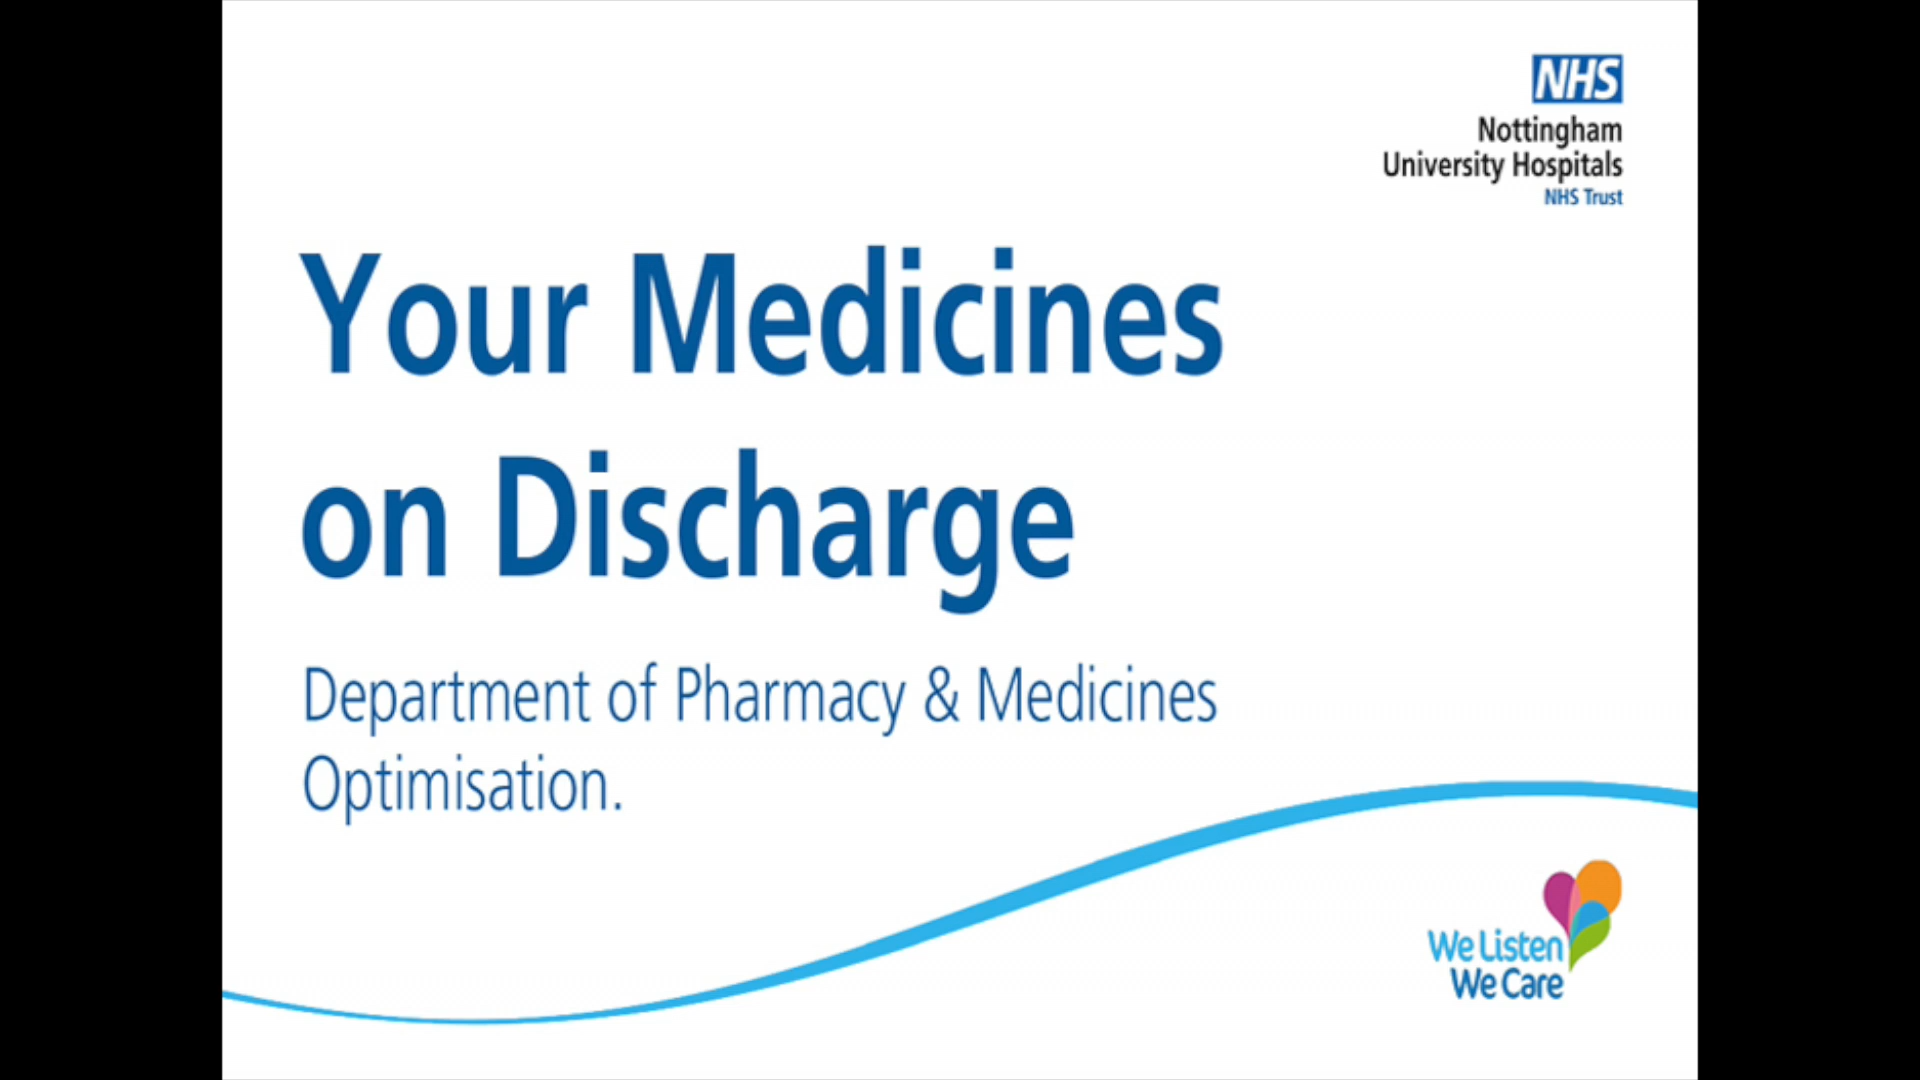 NHS
Nottingham
University Hospitals
NHS Trust
Your Medicines
on Discharge
Department of Pharmacy & Medicines
Optimisation.
We Listen
We Care